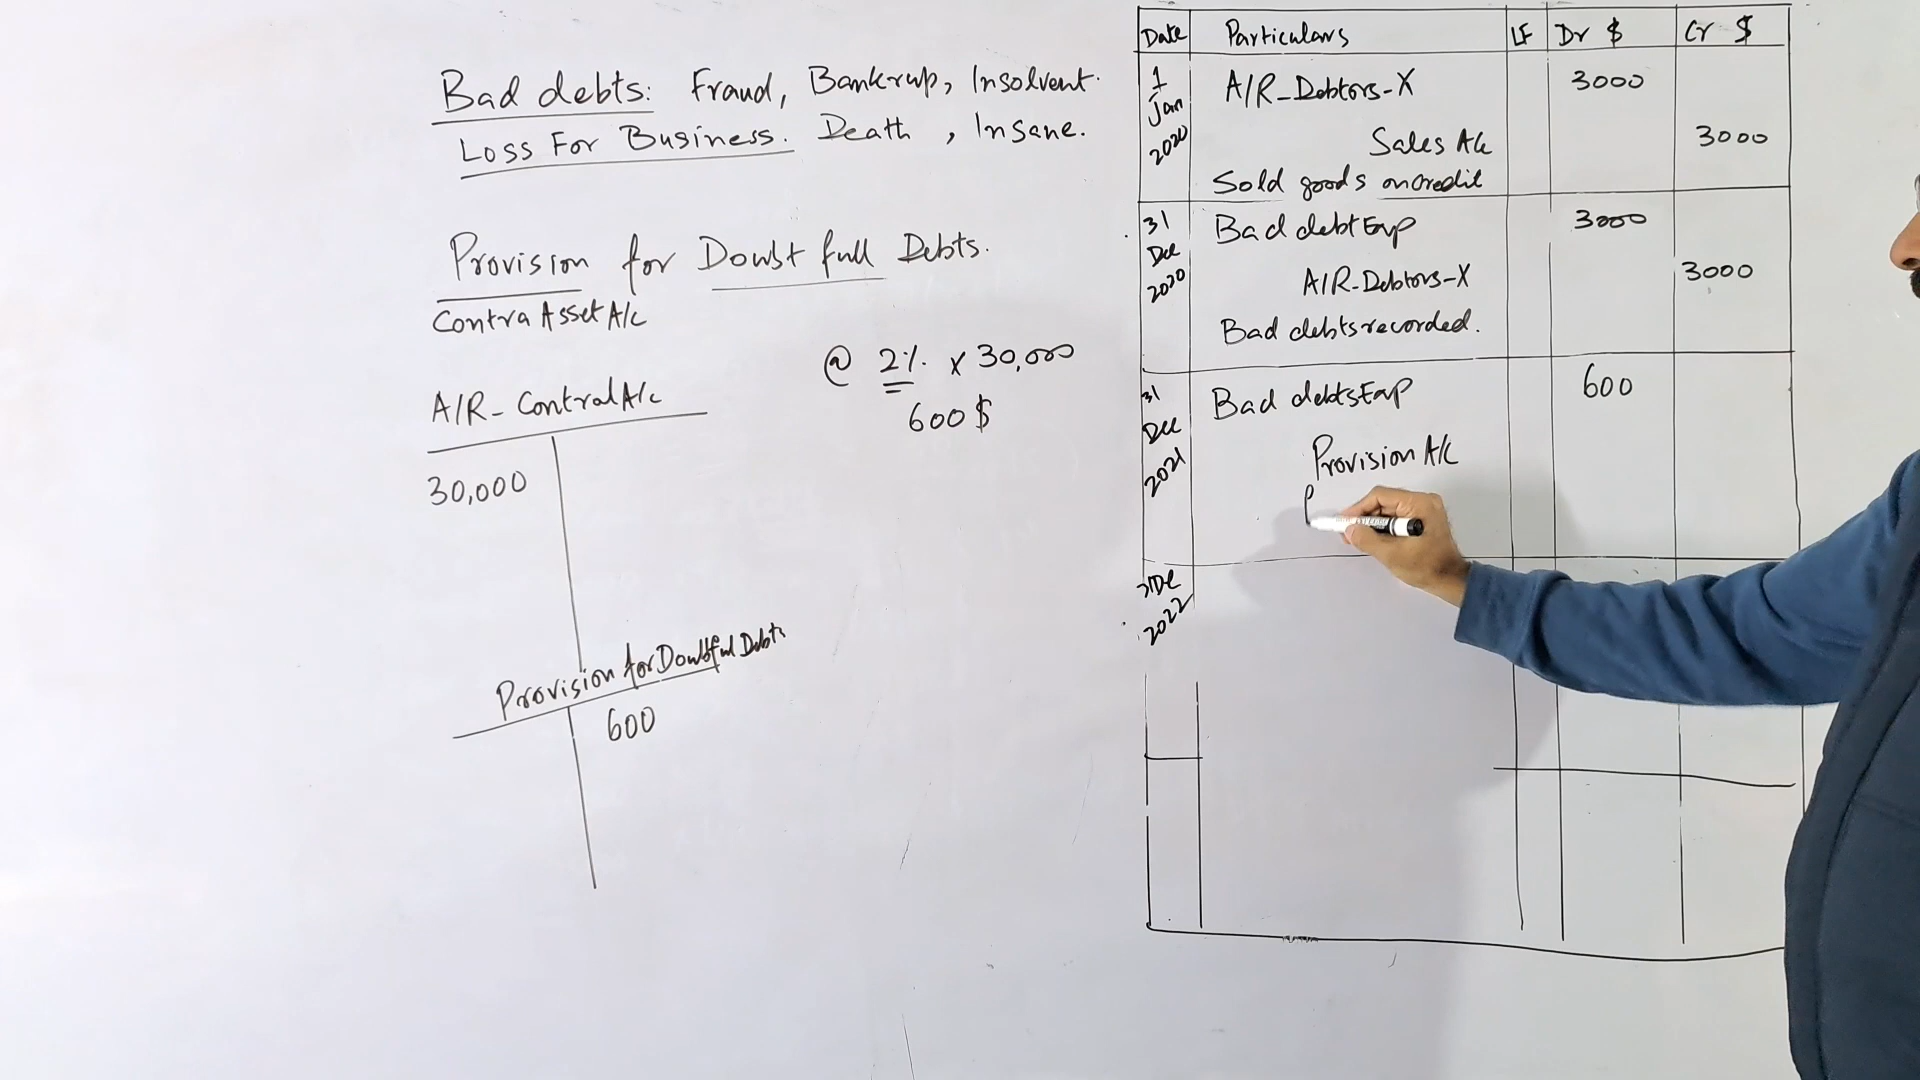 Bad debts: Fraud, Bankrup, Insolvent.
Loss For Business. Death , Insane.
Provision for Doubt full Debts.
Contra Asset A/c
@ 2% x 30,000
600 $
A/R - Control A/c
30,000
Provision for Doubtful Debts
600
Date Particulars LF Dr $ Cr $
1 Jan 2020 A/R - Debtors - X 3000
Sales A/c 3000
Sold goods on credit
31 Dec 2020 Bad debt Exp 3000
A/R - Debtors - X 3000
Bad debts recorded.
31 Dec 2021 Bad debts Exp 600
Provision A/c
31 De 2022